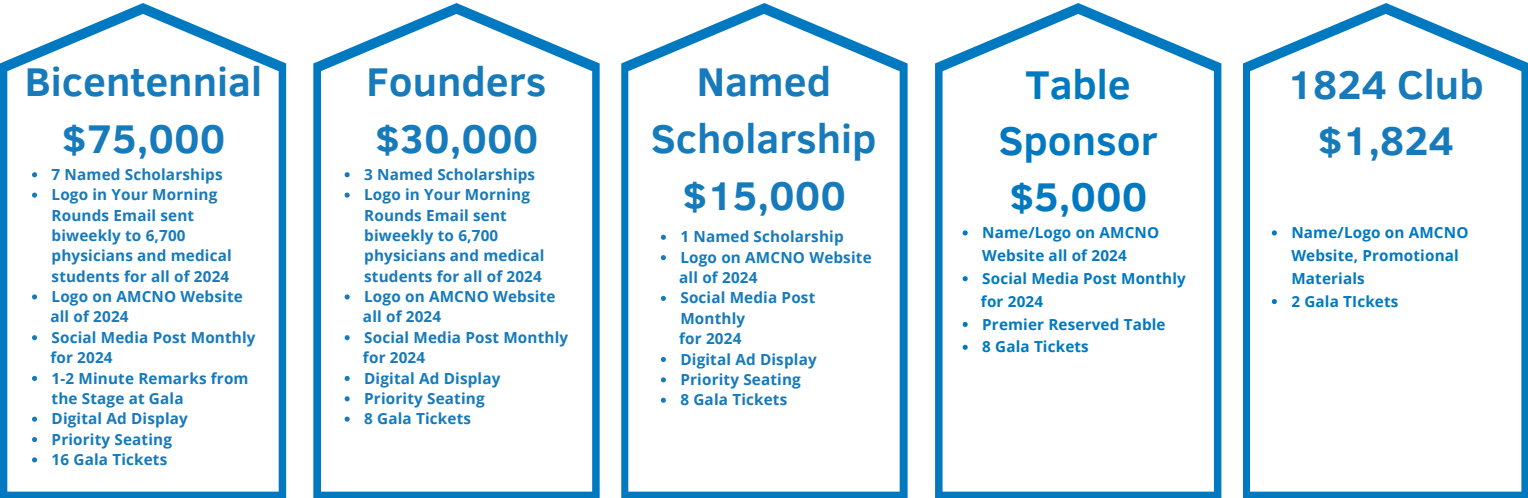 Bicentennial
$75,000
• 7 Named Scholarships
• Logo in Your Morning
Rounds Email sent
biweekly to 6,700
physicians and medical
students for all of 2024
• Logo on AMCNO Website
all of 2024
• Social Media Post Monthly
for 2024
• 1-2 Minute Remarks from
the Stage at Gala
• Digital Ad Display
• Priority Seating
• 16 Gala Tickets
Founders
$30,000
• 3 Named Scholarships
• Logo in Your Morning
Rounds Email sent
biweekly to 6,700
physicians and medical
students for all of 2024
• Logo on AMCNO Website
all of 2024
• Social Media Post Monthly
for 2024
• Digital Ad Display
• Priority Seating
• 8 Gala Tickets
Named
Scholarship
$15,000
• 1 Named Scholarship
• Logo on AMCNO Website
all of 2024
• Social Media Post
Monthly
for 2024
• Digital Ad Display
• Priority Seating
• 8 Gala Tickets
Table
Sponsor
$5,000
• Name/Logo on AMCNO
Website all of 2024
• Social Media Post Monthly
for 2024
• Premier Reserved Table
• 8 Gala Tickets
1824 Club
$1,824
• Name/Logo on AMCNO
Website, Promotional
Materials
• 2 Gala TIckets